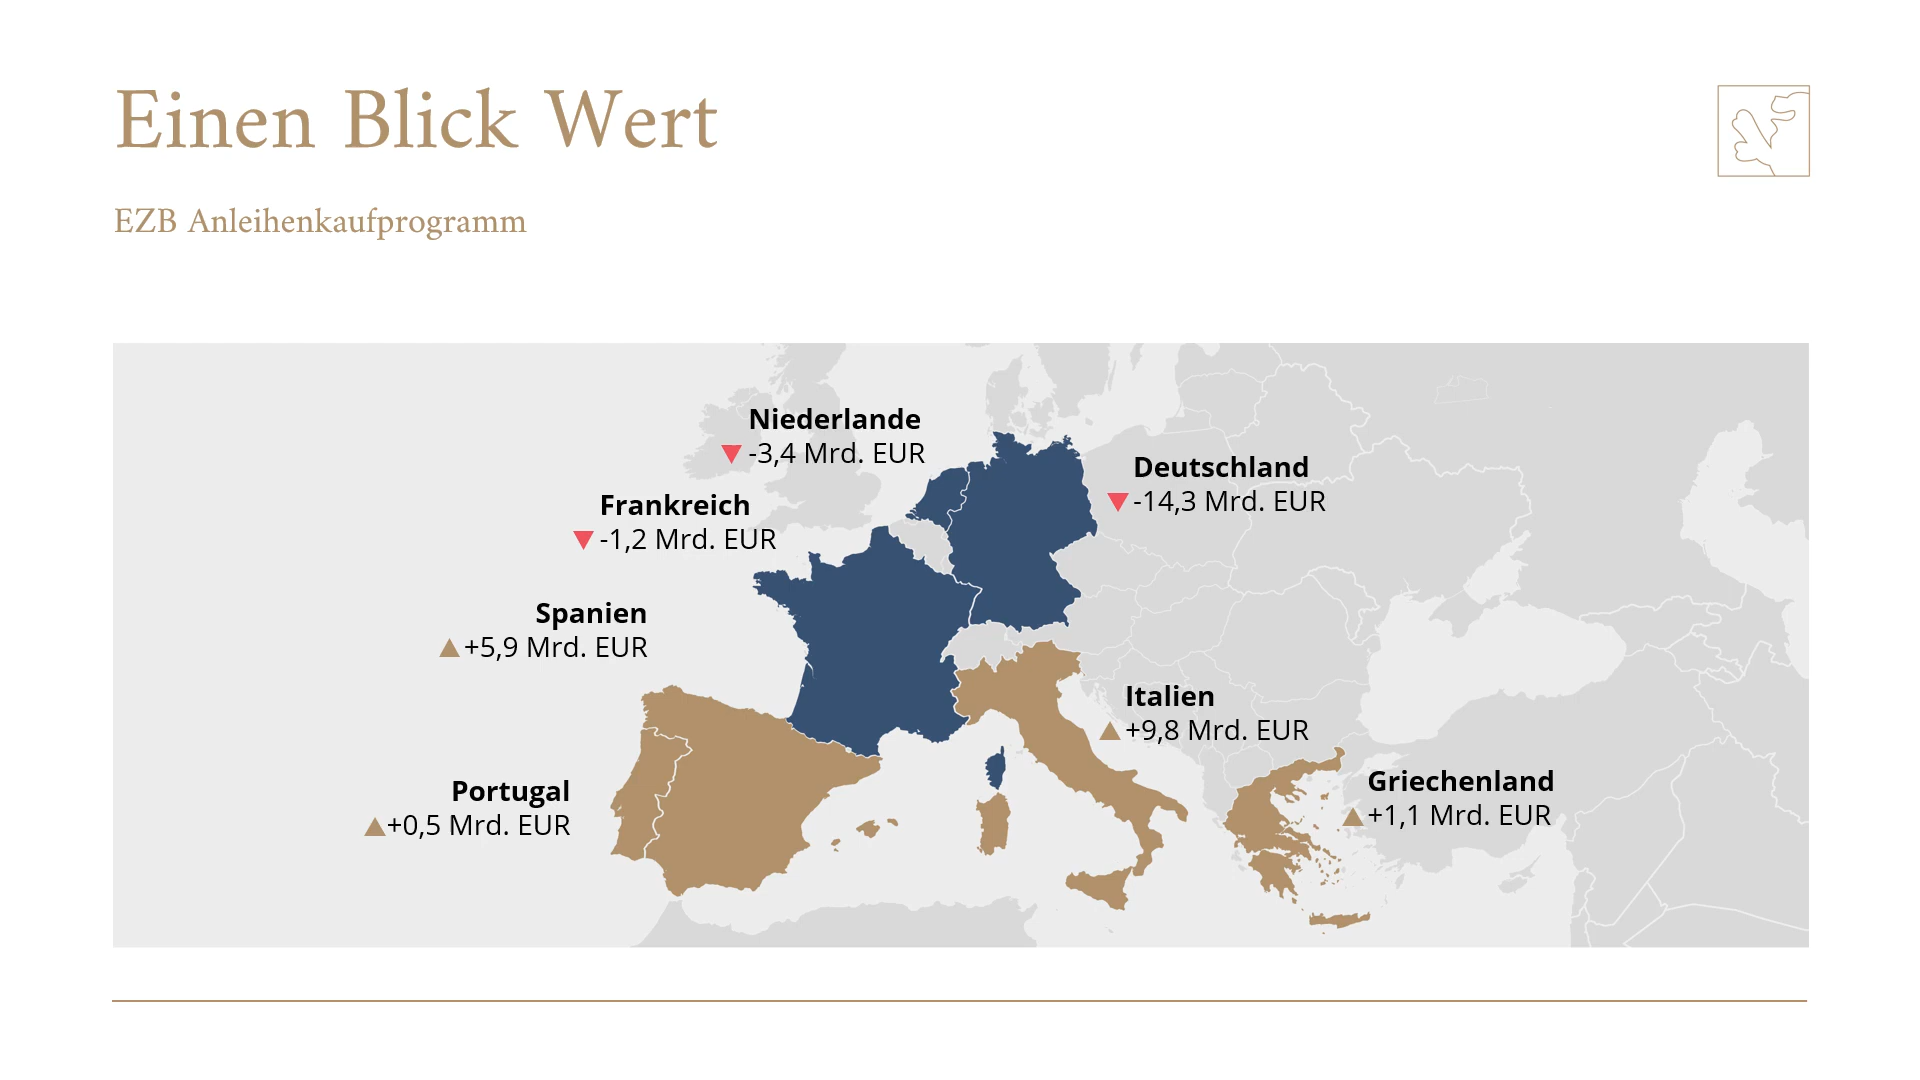 Einen Blick Wert
EZB Anleihenkaufprogramm
Niederlande
-3,4 Mrd. EUR
Deutschland
-14,3 Mrd. EUR
Frankreich
-1,2 Mrd. EUR
Spanien
+5,9 Mrd. EUR
Italien
+9,8 Mrd. EUR
Portugal
+0,5 Mrd. EUR
Griechenland
+1,1 Mrd. EUR